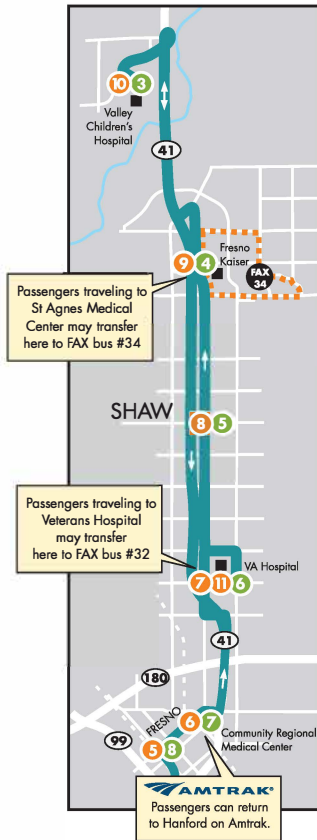 10 3
Valley
Children's
Hospital
41
9 4
Fresno
Kaiser
FAX
34
Passengers traveling to
St Agnes Medical
Center may transfer
here to FAX bus #34
SHAW
8 5
Passengers traveling to
Veterans Hospital
may transfer
here to FAX bus #32
VA Hospital
7 11 6
41
180
FRESNO
6 7
99
Community Regional
Medical Center
5 8
AMTRAK®
Passengers can return
to Hanford on Amtrak.